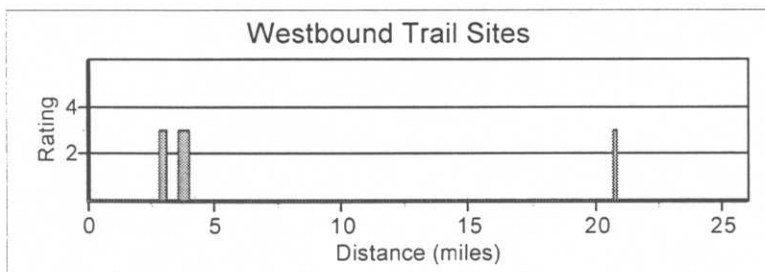 Westbound Trail Sites
Rating
4
2
0 5 10 15 20 25
Distance (miles)